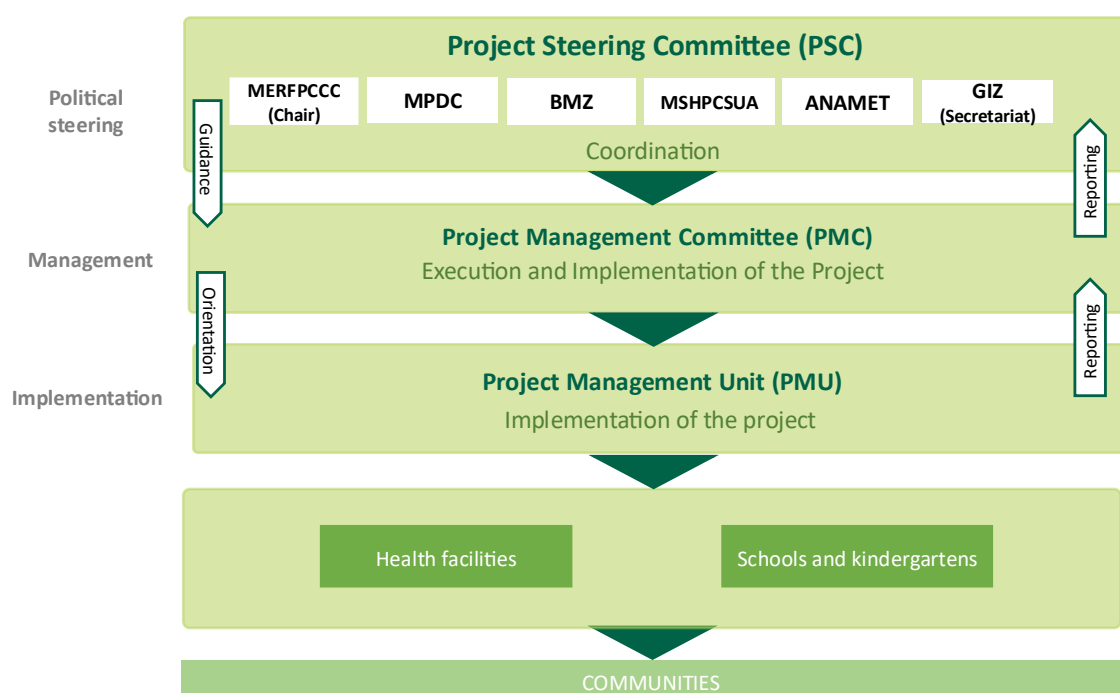 Project Steering Committee (PSC)
Political
steering
MERFPCCC
(Chair)
MPDC
BMZ
MSHPCSUA
ANAMET
GIZ
(Secretariat)
Coordination
Guidance
Reporting
Management
Project Management Committee (PMC)
Execution and Implementation of the Project
Orientation
Reporting
Implementation
Project Management Unit (PMU)
Implementation of the project
Health facilities
Schools and kindergartens
COMMUNITIES